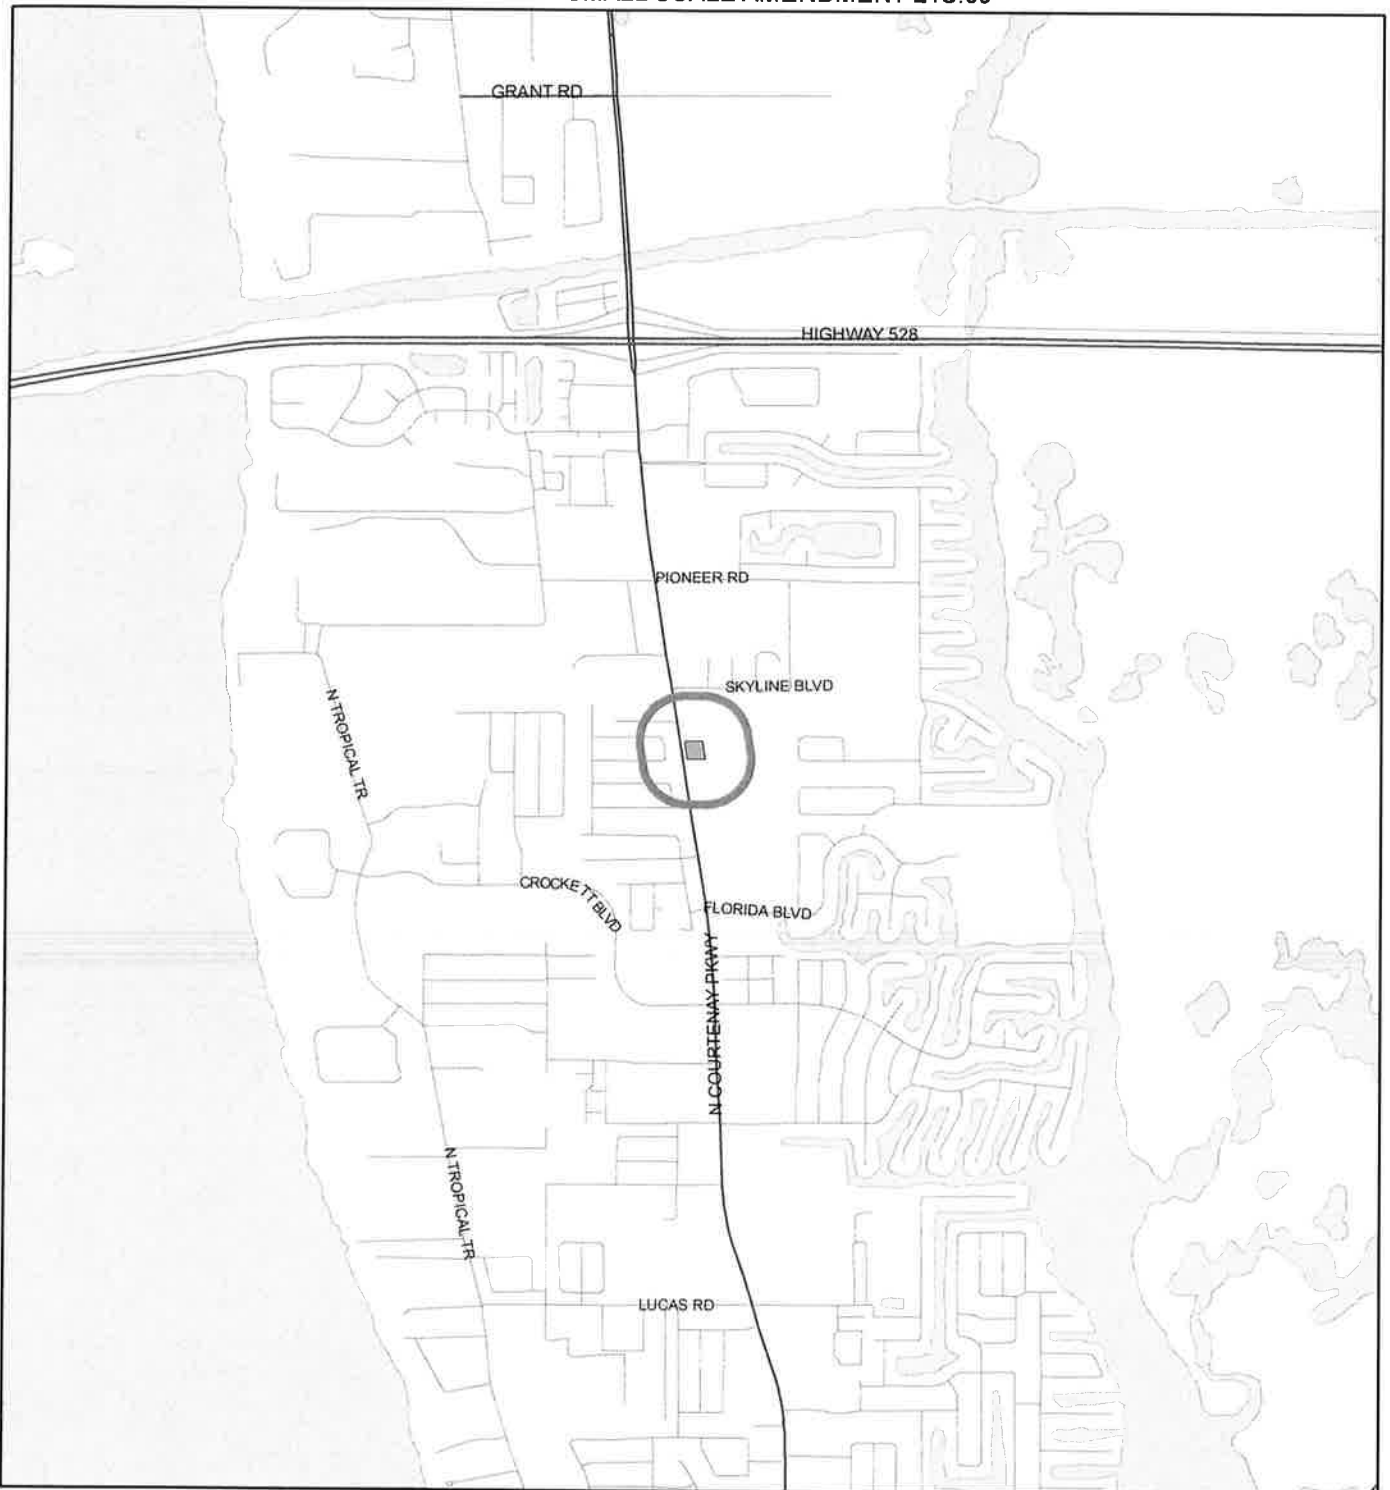 GRANT RD
HIGHWAY 528
PIONEER RD
SKYLINE BLVD
N TROPICAL TR
CROCKETT BLVD
FLORIDA BLVD
N COURTENAY PKWY
N TROPICAL TR
LUCAS RD